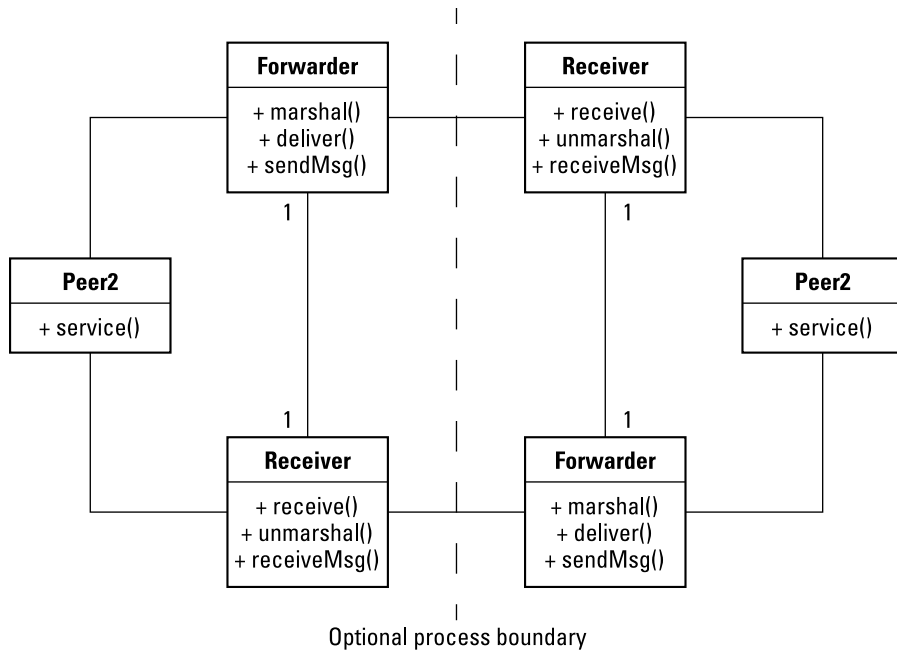 Forwarder
+ marshal()
+ deliver()
+ sendMsg()
1
Receiver
+ receive()
+ unmarshal()
+ receiveMsg()
1
Peer2
+ service()
Peer2
+ service()
1
Receiver
+ receive()
+ unmarshal()
+ receiveMsg()
1
Forwarder
+ marshal()
+ deliver()
+ sendMsg()
Optional process boundary